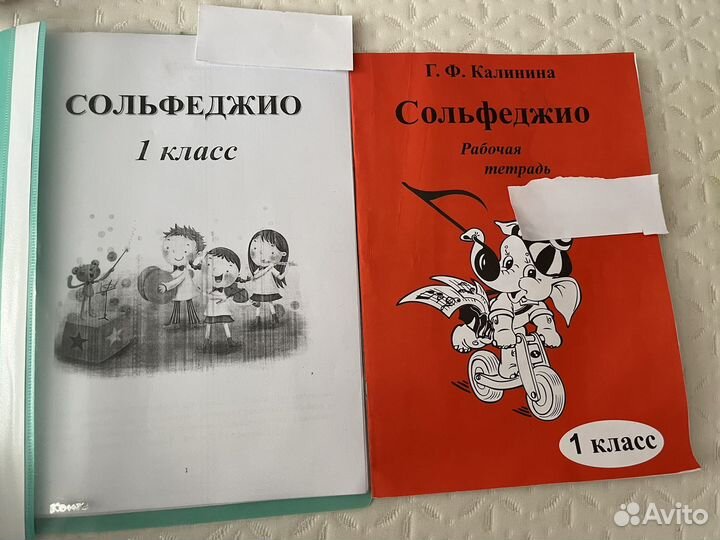 СОЛЬФЕДЖИО
1 класс
1
Г. Ф. Калинина
Сольфеджио
Рабочая
тетрадь
1 класс
Avito